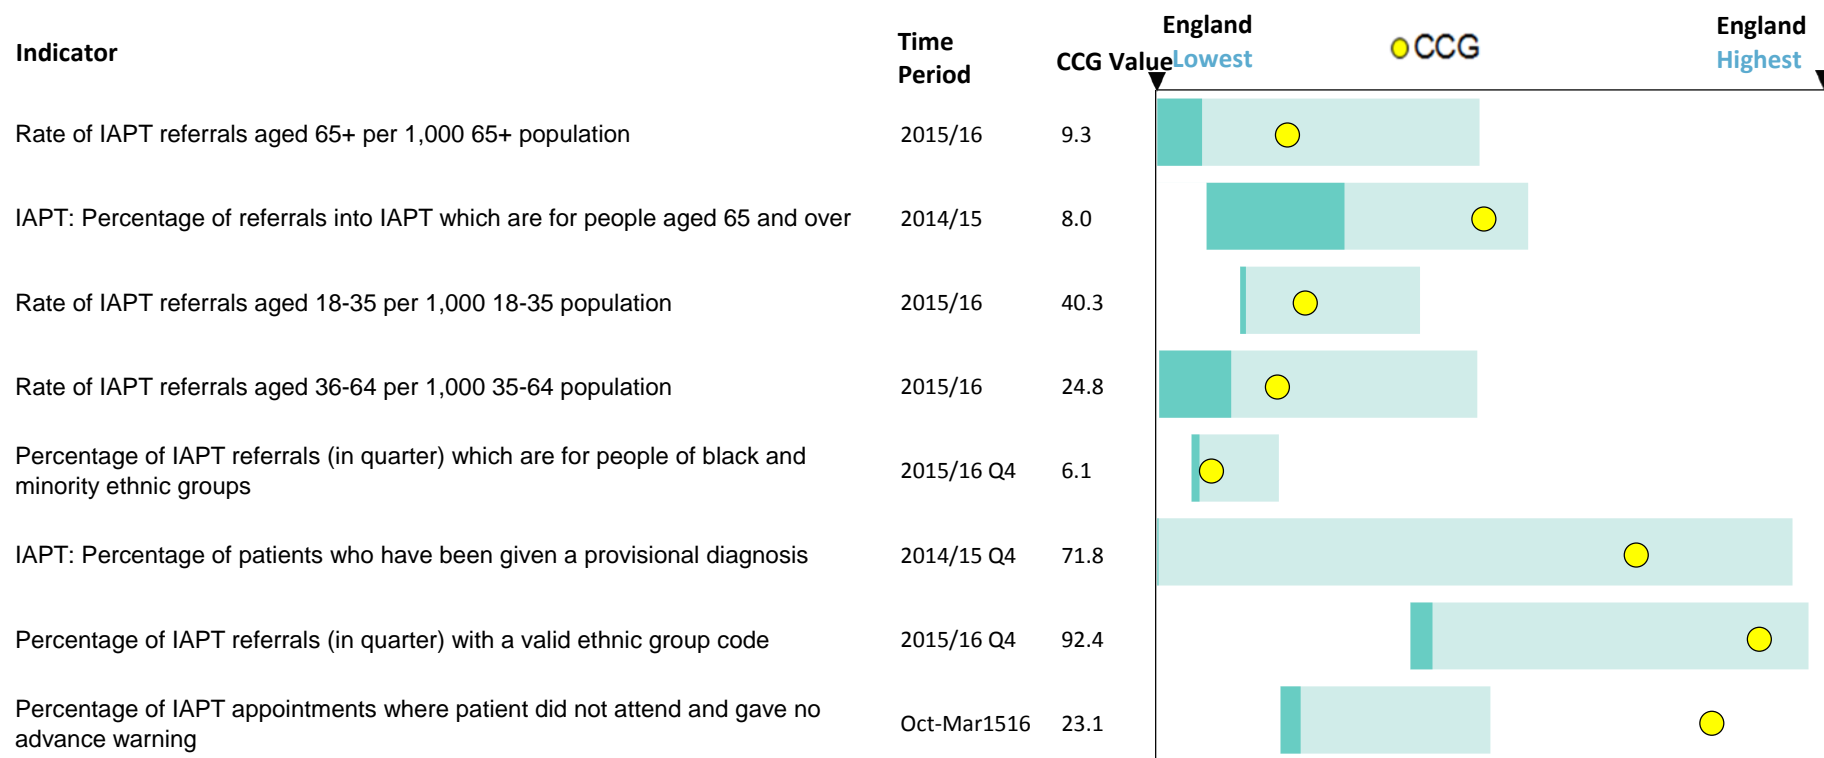 Indicator
Time
Period
CCG Value
England
Lowest
CCG
England
Highest
Rate of IAPT referrals aged 65+ per 1,000 65+ population 2015/16 9.3
IAPT: Percentage of referrals into IAPT which are for people aged 65 and over 2014/15 8.0
Rate of IAPT referrals aged 18-35 per 1,000 18-35 population 2015/16 40.3
Rate of IAPT referrals aged 36-64 per 1,000 35-64 population 2015/16 24.8
Percentage of IAPT referrals (in quarter) which are for people of black and
minority ethnic groups
2015/16 Q4 6.1
IAPT: Percentage of patients who have been given a provisional diagnosis 2014/15 Q4 71.8
Percentage of IAPT referrals (in quarter) with a valid ethnic group code 2015/16 Q4 92.4
Percentage of IAPT appointments where patient did not attend and gave no
advance warning
Oct-Mar1516 23.1